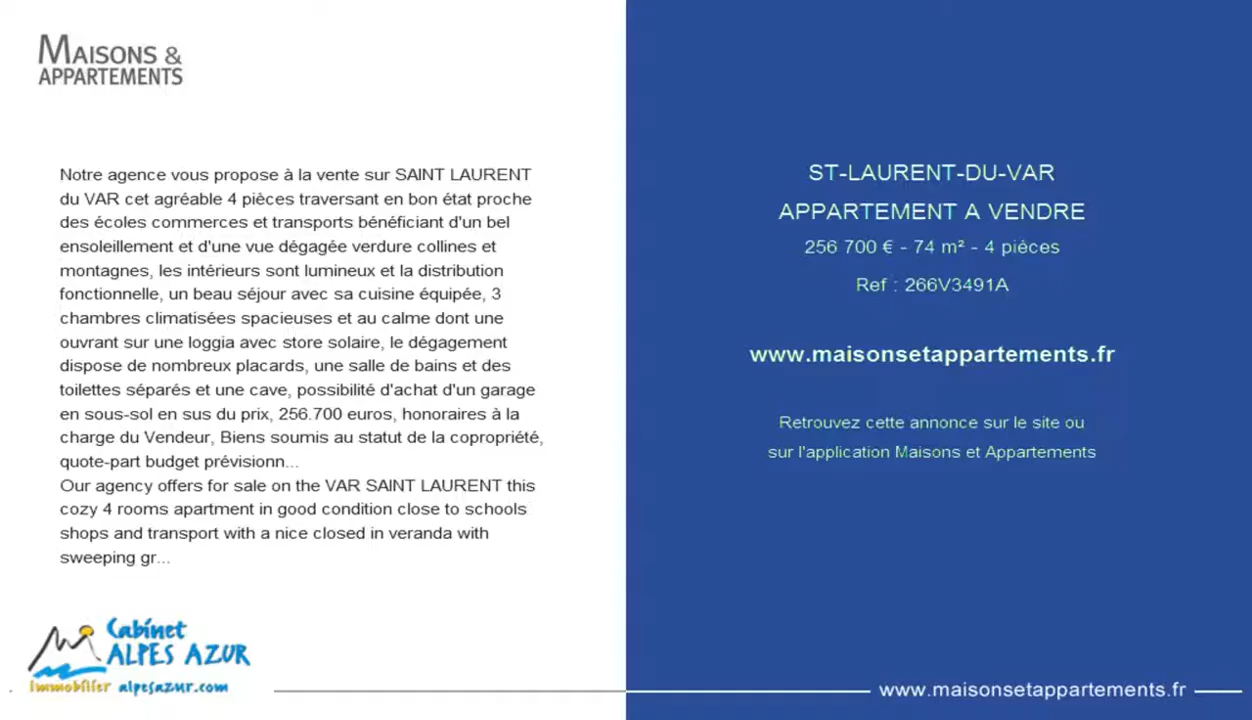 MAISONS &
APPARTEMENTS
Notre agence vous propose à la vente sur SAINT LAURENT
du VAR cet agréable 4 pièces traversant en bon état proche
des écoles commerces et transports bénéficiant d'un bel
ensoleillement et d'une vue dégagée verdure collines et
montagnes, les intérieurs sont lumineux et la distribution
fonctionnelle, un beau séjour avec sa cuisine équipée, 3
chambres climatisées spacieuses et au calme dont une
ouvrant sur une loggia avec store solaire, le dégagement
dispose de nombreux placards, une salle de bains et des
toilettes séparés et une cave, possibilité d'achat d'un garage
en sous-sol en sus du prix, 256.700 euros, honoraires à la
charge du Vendeur, Biens soumis au statut de la copropriété,
quote-part budget prévisionn...
Our agency offers for sale on the VAR SAINT LAURENT this
cozy 4 rooms apartment in good condition close to schools
shops and transport with a nice closed in veranda with
sweeping gr...
Cabinet
ALPES AZUR
Immobilier alpesazur.com
ST-LAURENT-DU-VAR
APPARTEMENT A VENDRE
256 700 € - 74 m² - 4 pièces
Ref : 266V3491A
www.maisonsetappartements.fr
Retrouvez cette annonce sur le site ou
sur l'application Maisons et Appartements
www.maisonsetappartements.fr